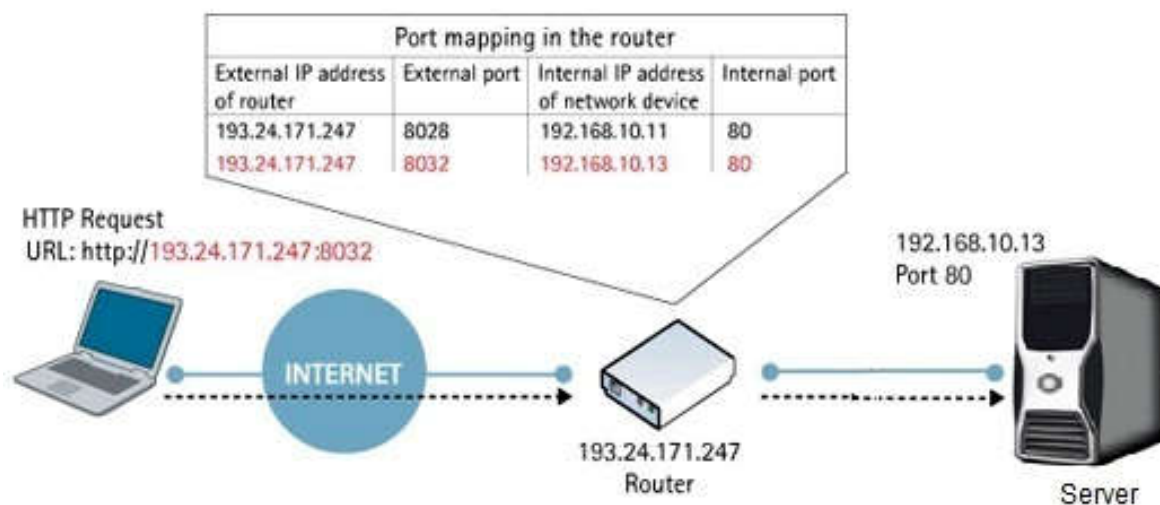 Port mapping in the router
External IP address of router | External port | Internal IP address of network device | Internal port
193.24.171.247 | 8028 | 192.168.10.11 | 80
193.24.171.247 | 8032 | 192.168.10.13 | 80
HTTP Request
URL: http://193.24.171.247:8032
192.168.10.13
Port 80
INTERNET
193.24.171.247
Router
Server